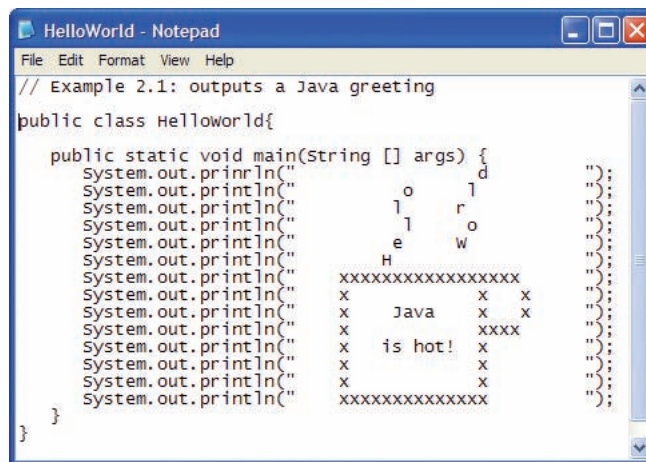 HelloWorld - Notepad
File Edit Format View Help
// Example 2.1: outputs a Java greeting
public class HelloWorld{
public static void main(String [] args) {
System.out.prinrln("                       d            ");
System.out.println("             o       l             ");
System.out.println("            l       r              ");
System.out.println("             l       o             ");
System.out.println("            e       W              ");
System.out.println("           H                       ");
System.out.println("     xxxxxxxxxxxxxxxxx        ");
System.out.println("     x               x    x       ");
System.out.println("     x     Java      x    x       ");
System.out.println("     x               xxxx        ");
System.out.println("     x    is hot!    x            ");
System.out.println("     x               x            ");
System.out.println("     x               x            ");
System.out.println("     xxxxxxxxxxxxxx            ");
}
}